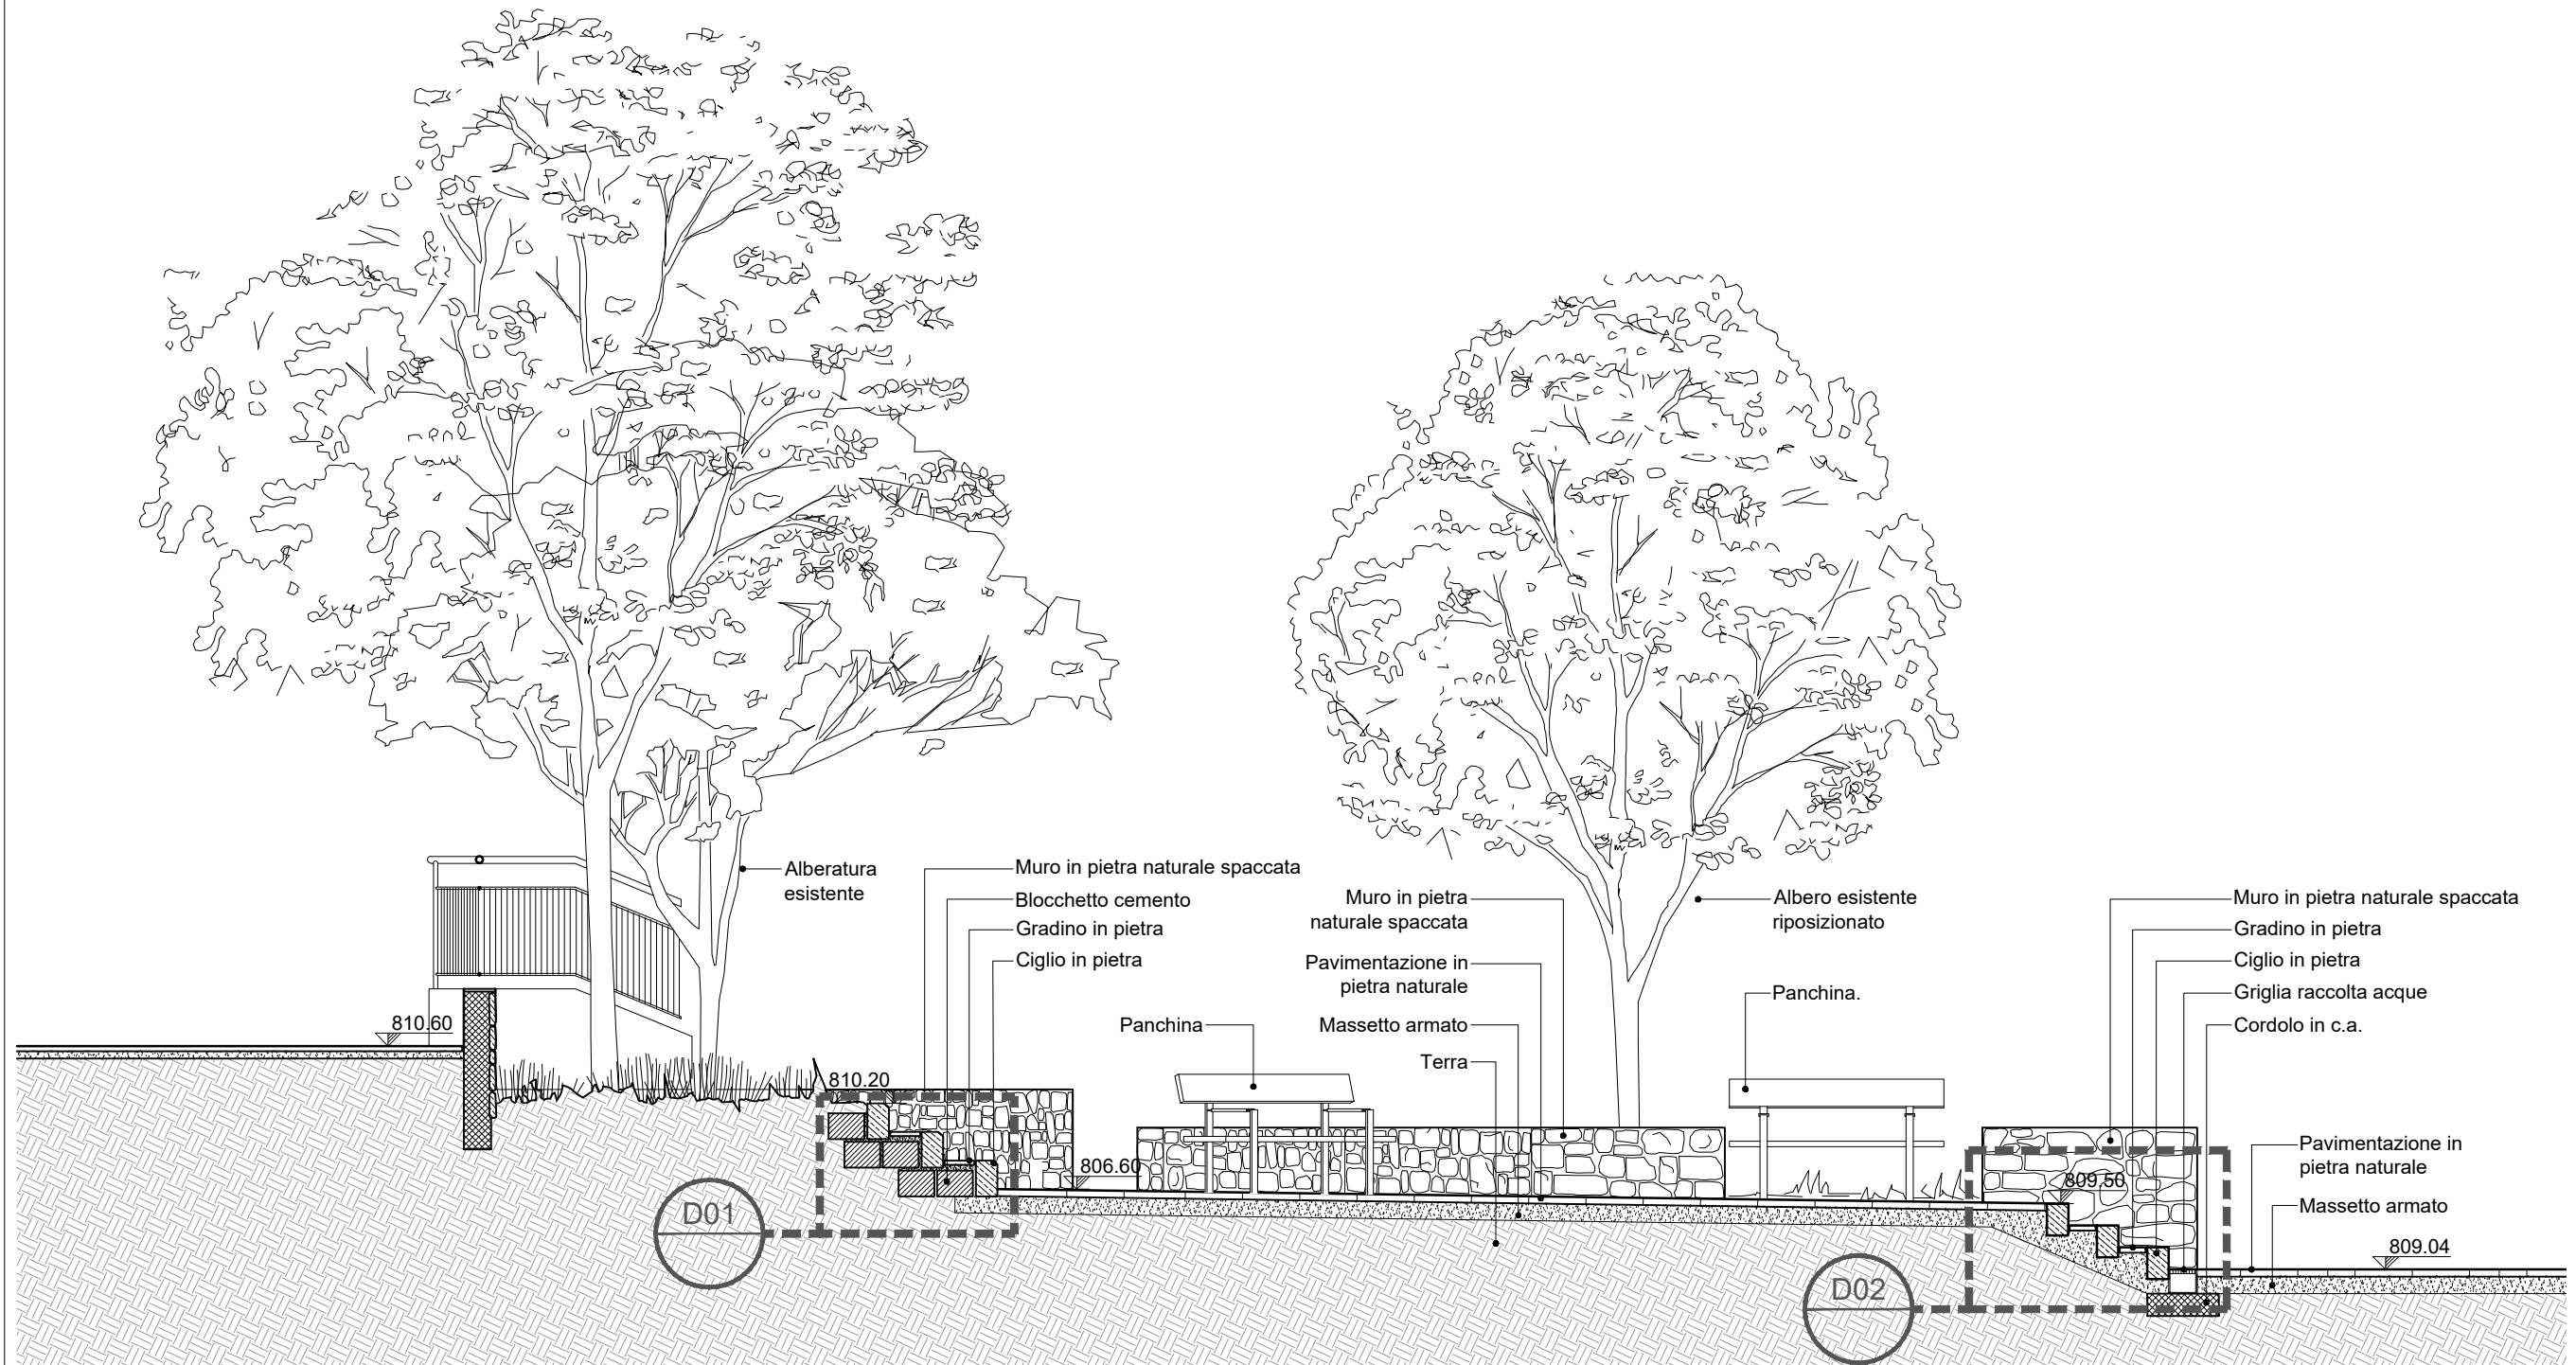 Alberatura
esistente
Muro in pietra naturale spaccata
Blocchetto cemento
Gradino in pietra
Ciglio in pietra
Muro in pietra
naturale spaccata
Pavimentazione in
pietra naturale
Massetto armato
Terra
Panchina
Albero esistente
riposizionato
Panchina.
Muro in pietra naturale spaccata
Gradino in pietra
Ciglio in pietra
Griglia raccolta acque
Cordolo in c.a.
Pavimentazione in
pietra naturale
Massetto armato
810.60
810.20
806.60
809.50
809.04
D01
D02